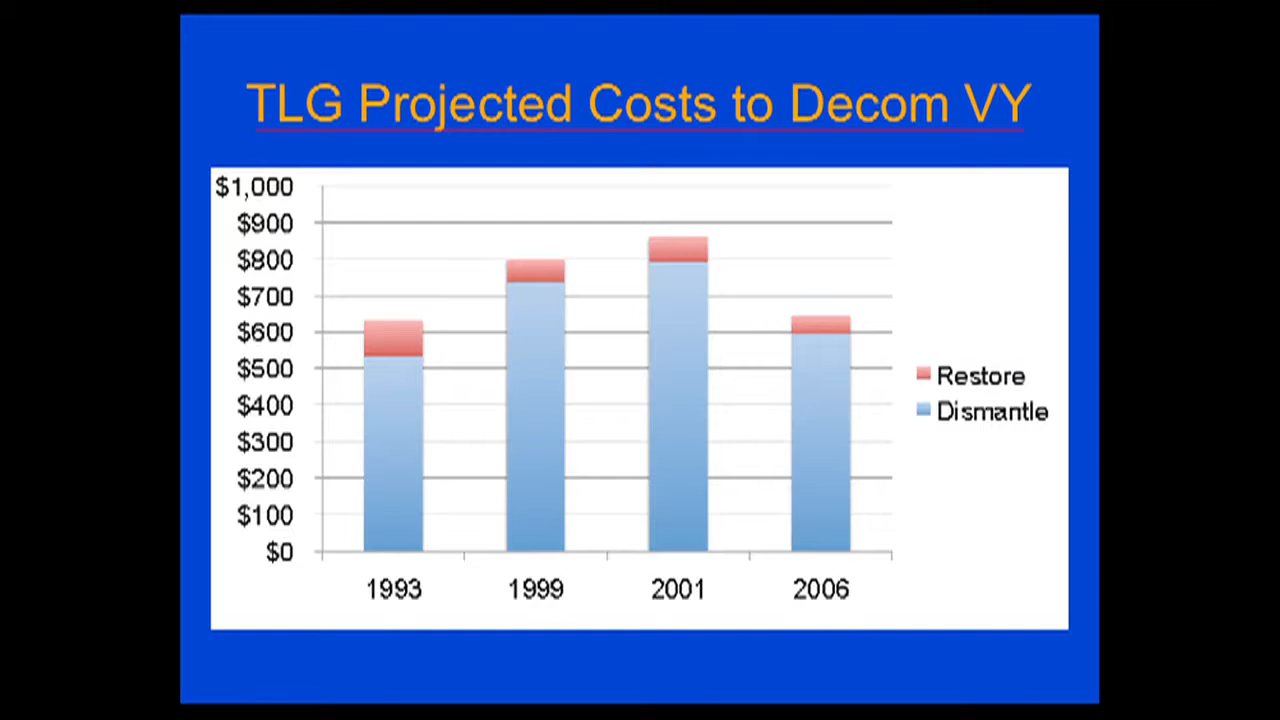 TLG Projected Costs to Decom VY
$1,000
$900
$800
$700
$600
$500
$400
$300
$200
$100
$0
1993 1999 2001 2006
Restore
Dismantle